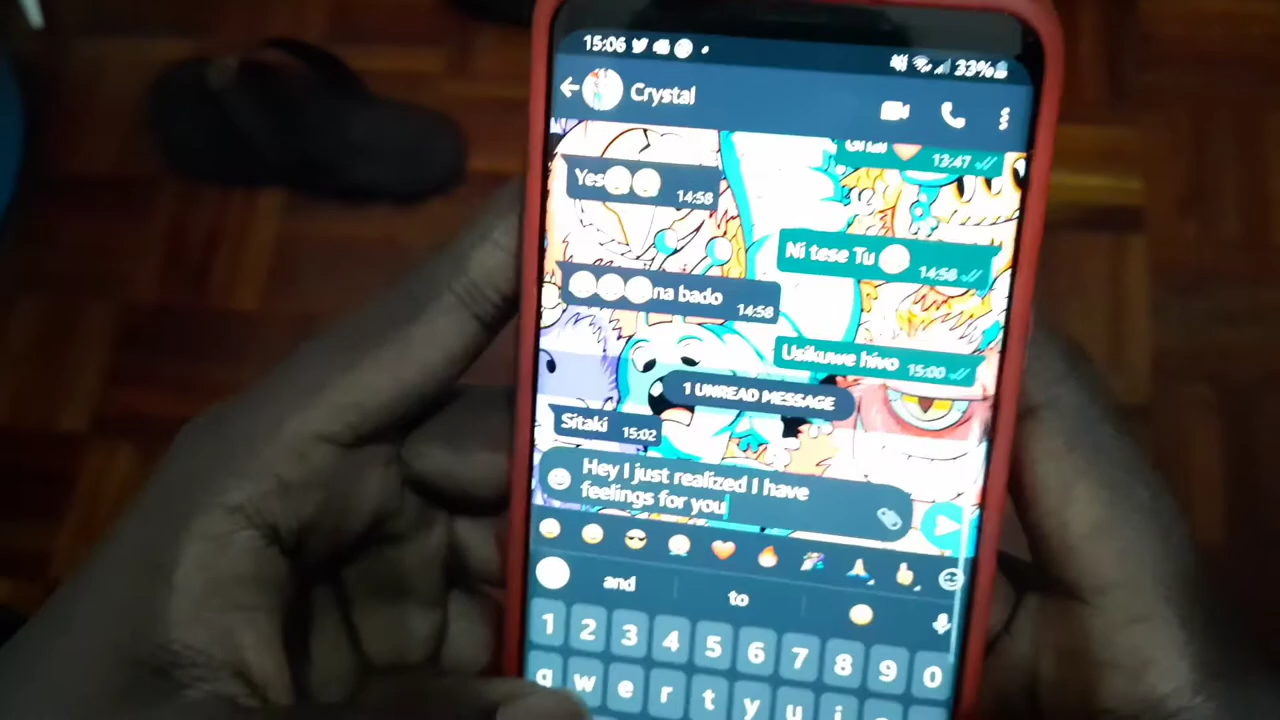 15:06
33%
Crystal
13:47
Yes 14:58
Ni tese Tu
14:58
na bado 14:58
Usikuwe hivo 15:00
1 UNREAD MESSAGE
Sitaki 15:02
Hey I just realized I have
feelings for you
and to
1 2 3 4 5 6 7 8 9 0
q w e r t y u i